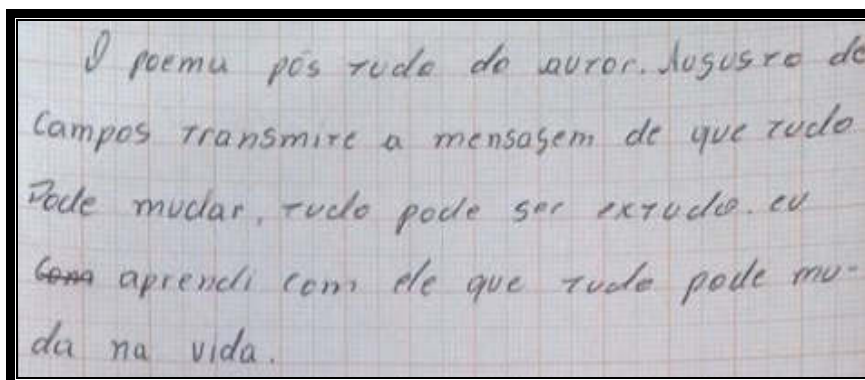 O poema pós tudo do autor. Augusto de
Campos transmite a mensagem de que tudo
Pode mudar, tudo pode ser extudo. eu
Com aprendi com ele que tudo pode mu-
da na vida.